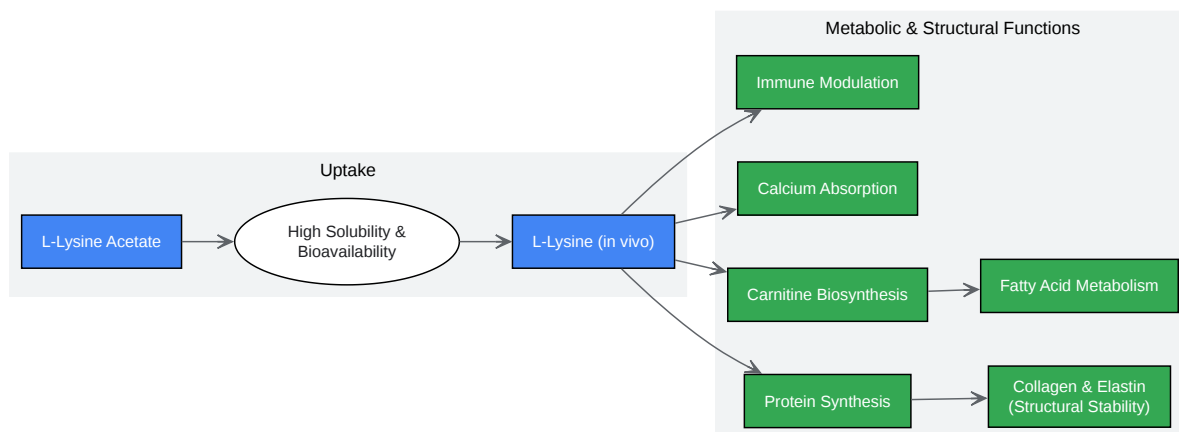 Metabolic & Structural Functions
Immune Modulation
Uptake
Calcium Absorption
L-Lysine Acetate
High Solubility &
Bioavailability
L-Lysine (in vivo)
Carnitine Biosynthesis
Fatty Acid Metabolism
Protein Synthesis
Collagen & Elastin
(Structural Stability)